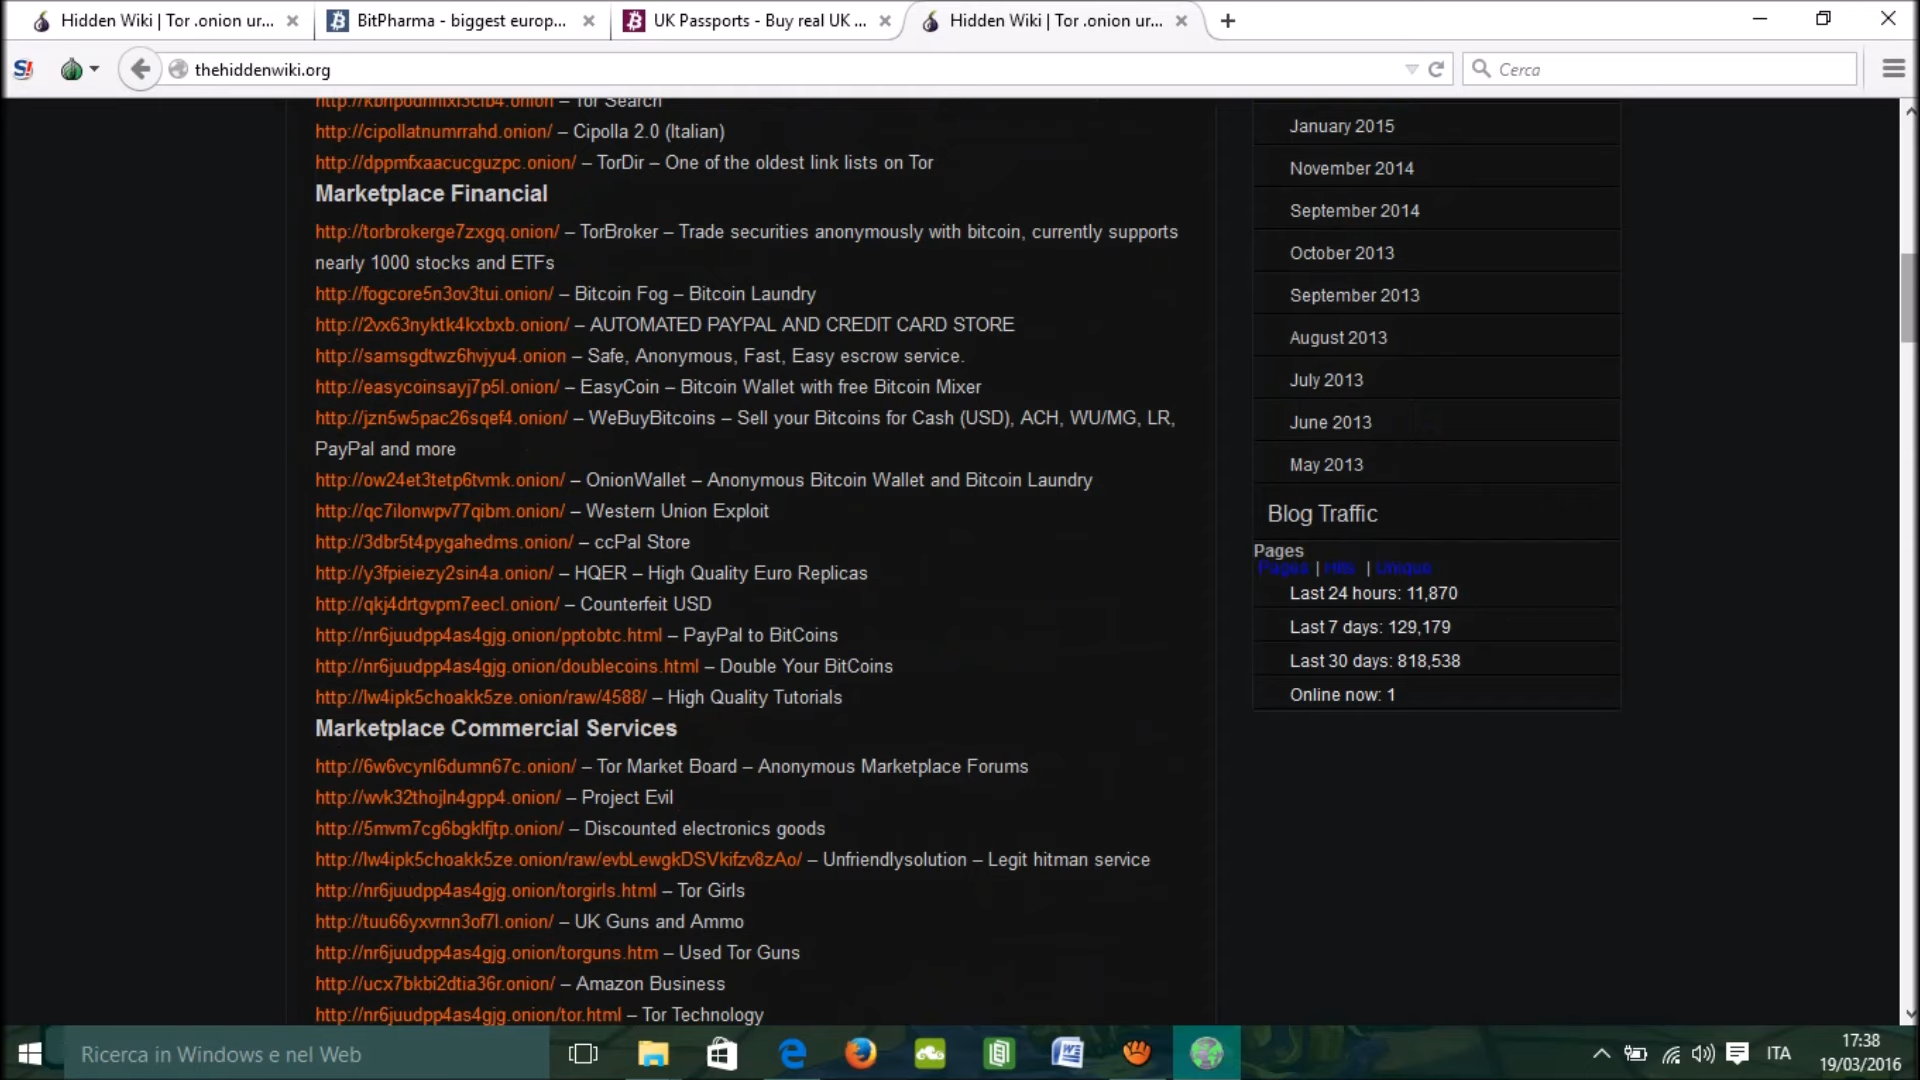 Hidden Wiki | Tor .onion ur...
BitPharma - biggest europ...
UK Passports - Buy real UK ...
Hidden Wiki | Tor .onion ur...
thehiddenwiki.org
Cerca
– Tor Search
http://cipollatnumrrahd.onion/ – Cipolla 2.0 (Italian)
http://dppmfxaacucguzpc.onion/ – TorDir – One of the oldest link lists on Tor
Marketplace Financial
http://torbrokerge7zxgq.onion/ – TorBroker – Trade securities anonymously with bitcoin, currently supports
nearly 1000 stocks and ETFs
http://fogcore5n3ov3tui.onion/ – Bitcoin Fog – Bitcoin Laundry
http://2vx63nyktk4kxbxb.onion/ – AUTOMATED PAYPAL AND CREDIT CARD STORE
http://samsgdtwz6hvjyu4.onion – Safe, Anonymous, Fast, Easy escrow service.
http://easycoinsayj7p5l.onion/ – EasyCoin – Bitcoin Wallet with free Bitcoin Mixer
http://jzn5w5pac26sqef4.onion/ – WeBuyBitcoins – Sell your Bitcoins for Cash (USD), ACH, WU/MG, LR,
PayPal and more
http://ow24et3tetp6tvmk.onion/ – OnionWallet – Anonymous Bitcoin Wallet and Bitcoin Laundry
http://qc7ilonwpv77qibm.onion/ – Western Union Exploit
http://3dbr5t4pygahedms.onion/ – ccPal Store
http://y3fpieiezy2sin4a.onion/ – HQER – High Quality Euro Replicas
http://qkj4drtgvpm7eecl.onion/ – Counterfeit USD
http://nr6juudpp4as4gjg.onion/pptobtc.html – PayPal to BitCoins
http://nr6juudpp4as4gjg.onion/doublecoins.html – Double Your BitCoins
http://lw4ipk5choakk5ze.onion/raw/4588/ – High Quality Tutorials
Marketplace Commercial Services
http://6w6vcynl6dumn67c.onion/ – Tor Market Board – Anonymous Marketplace Forums
http://wvk32thojln4gpp4.onion/ – Project Evil
http://5mvm7cg6bgklfjtp.onion/ – Discounted electronics goods
http://lw4ipk5choakk5ze.onion/raw/evbLewgkDSVkifzv8zAo/ – Unfriendlysolution – Legit hitman service
http://nr6juudpp4as4gjg.onion/torgirls.html – Tor Girls
http://tuu66yxvrnn3of7l.onion/ – UK Guns and Ammo
http://nr6juudpp4as4gjg.onion/torguns.htm – Used Tor Guns
http://ucx7bkbi2dtia36r.onion/ – Amazon Business
http://nr6juudpp4as4gjg.onion/tor.html – Tor Technology
January 2015
November 2014
September 2014
October 2013
September 2013
August 2013
July 2013
June 2013
May 2013
Blog Traffic
Pages
Pages | Hits | Unique
Last 24 hours: 11,870
Last 7 days: 129,179
Last 30 days: 818,538
Online now: 1
Ricerca in Windows e nel Web
ITA
17:38
19/03/2016